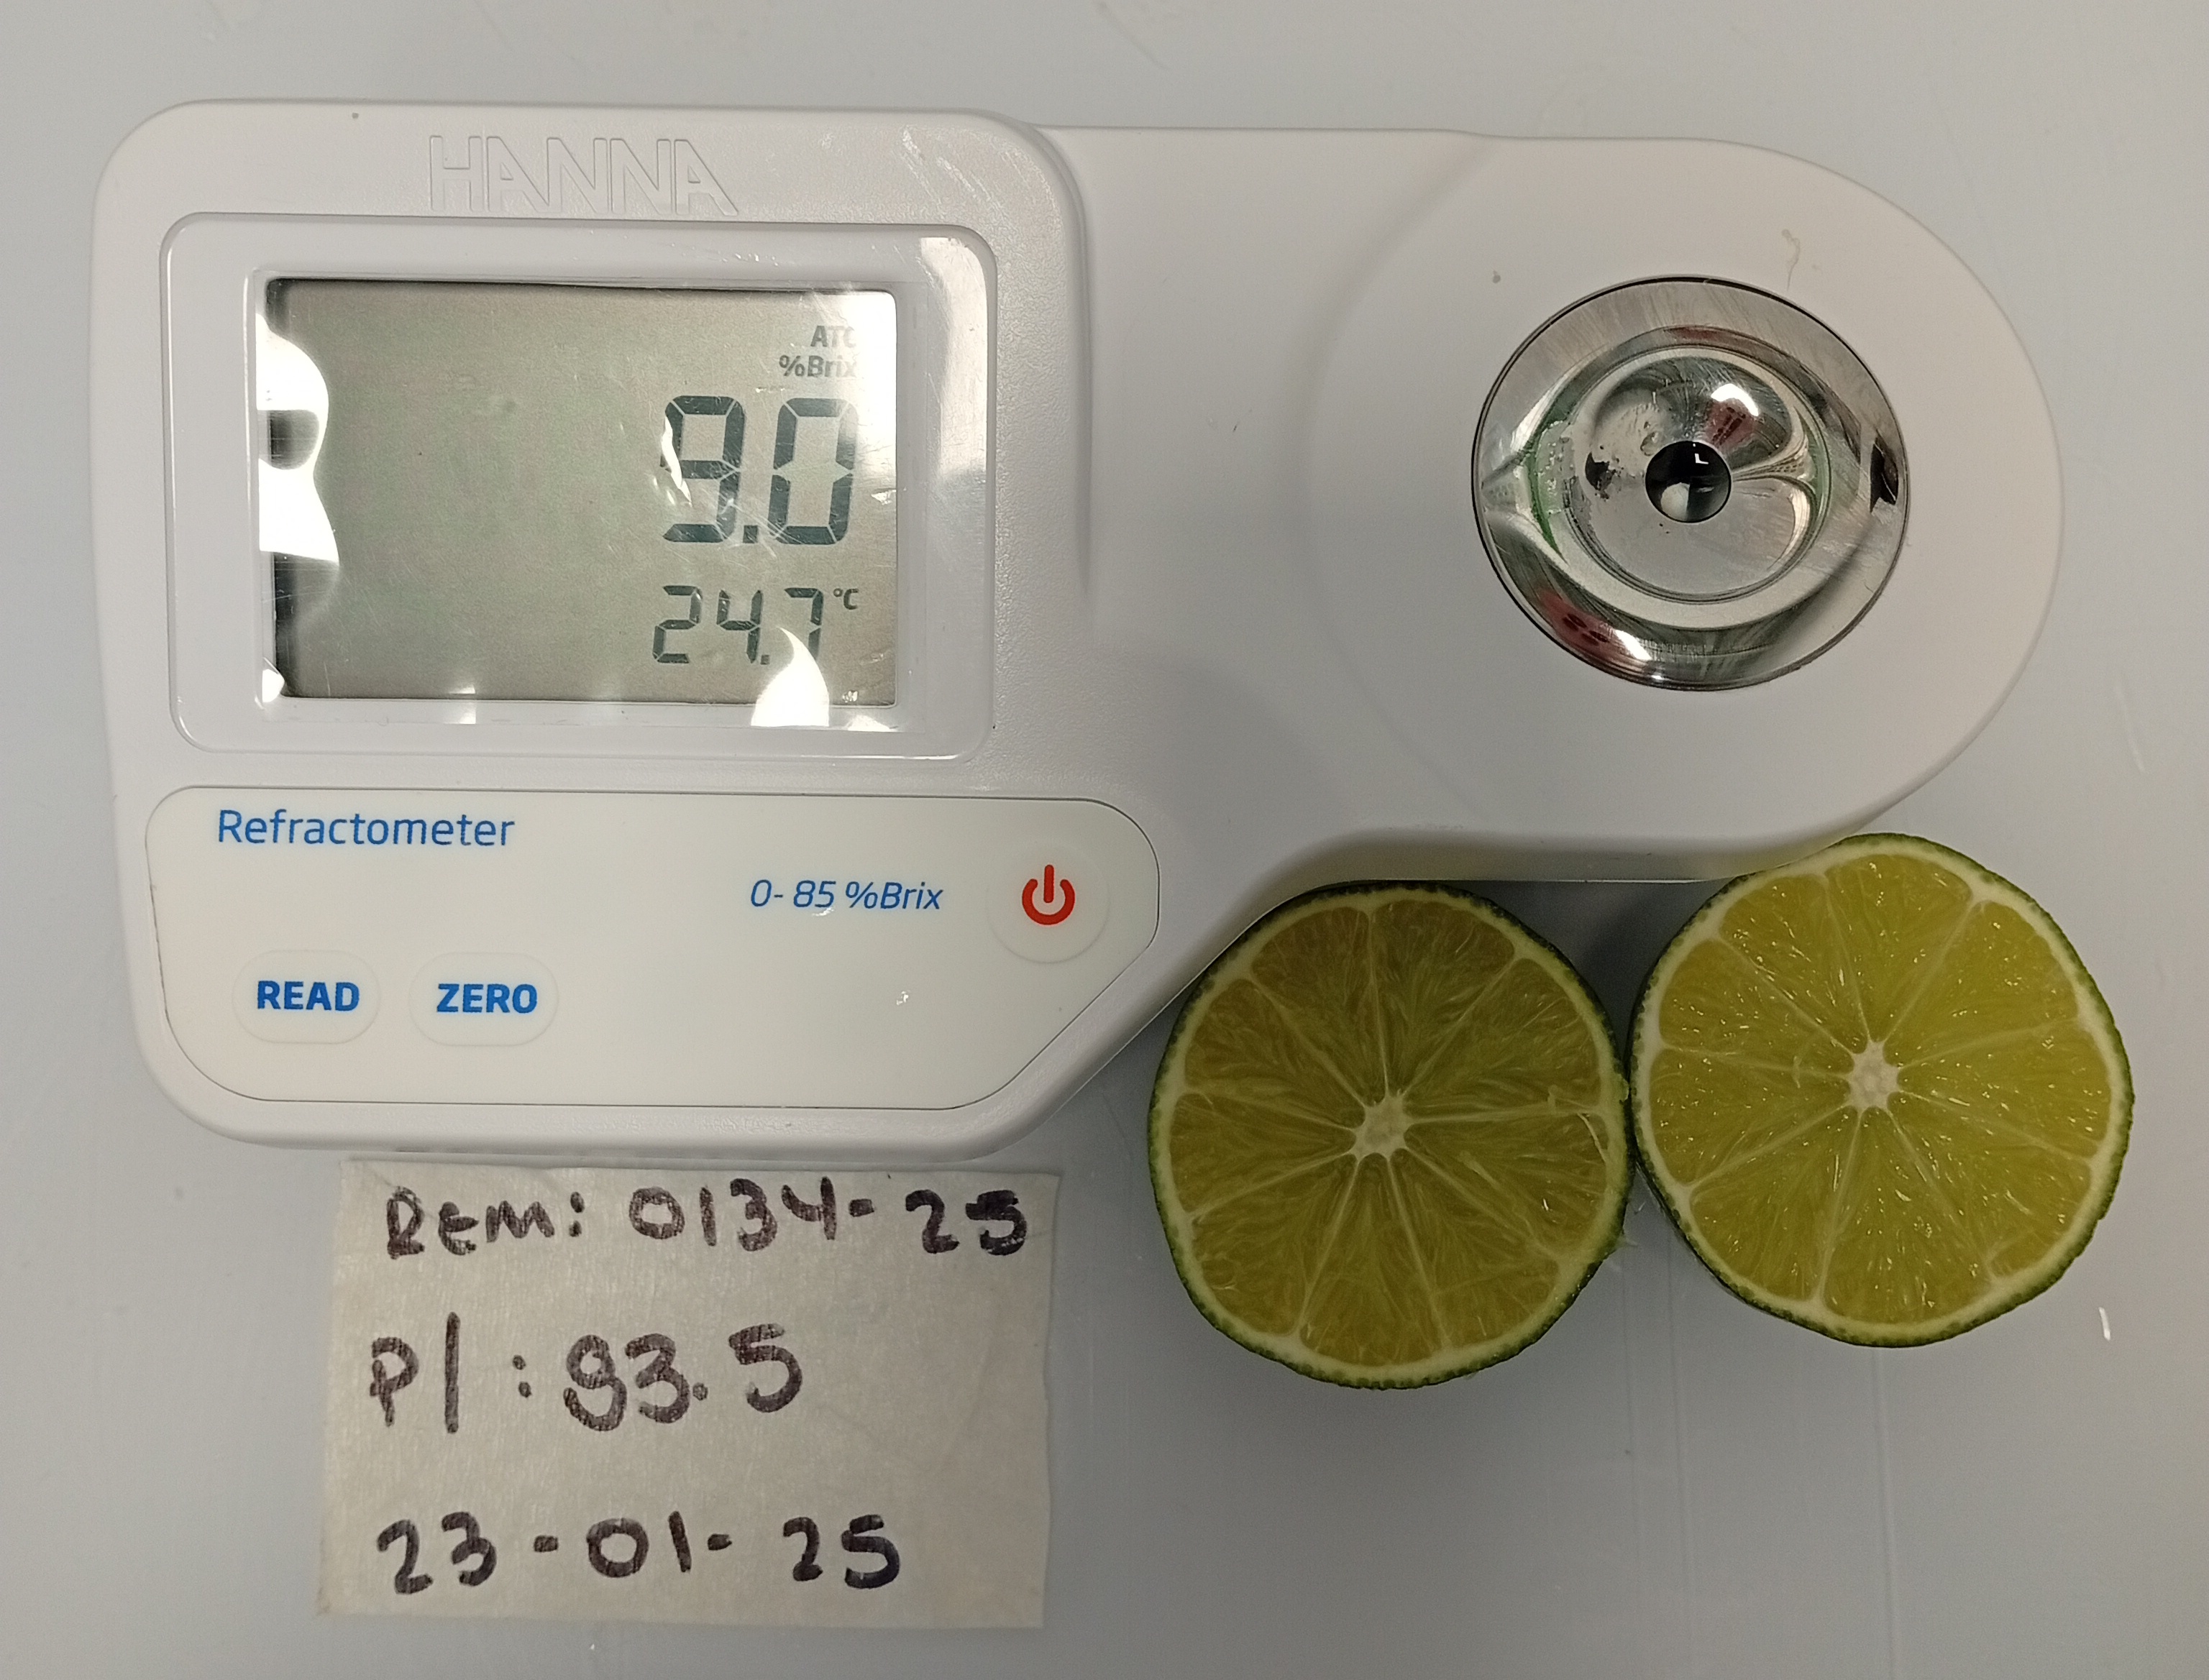 HANNA
ATC
%Brix
9.0
24.7 °C
Refractometer
0- 85 %Brix
READ
ZERO
REM: 0134-25
P/: 93.5
23-01-25